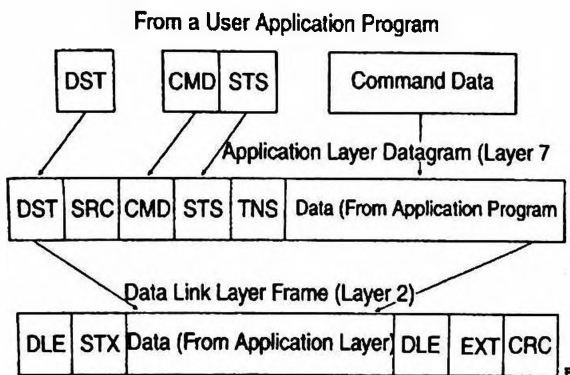 From a User Application Program
DST CMD STS Command Data
Application Layer Datagram (Layer 7
DST SRC CMD STS TNS Data (From Application Program
Data Link Layer Frame (Layer 2)
DLE STX Data (From Application Layer) DLE EXT CRC